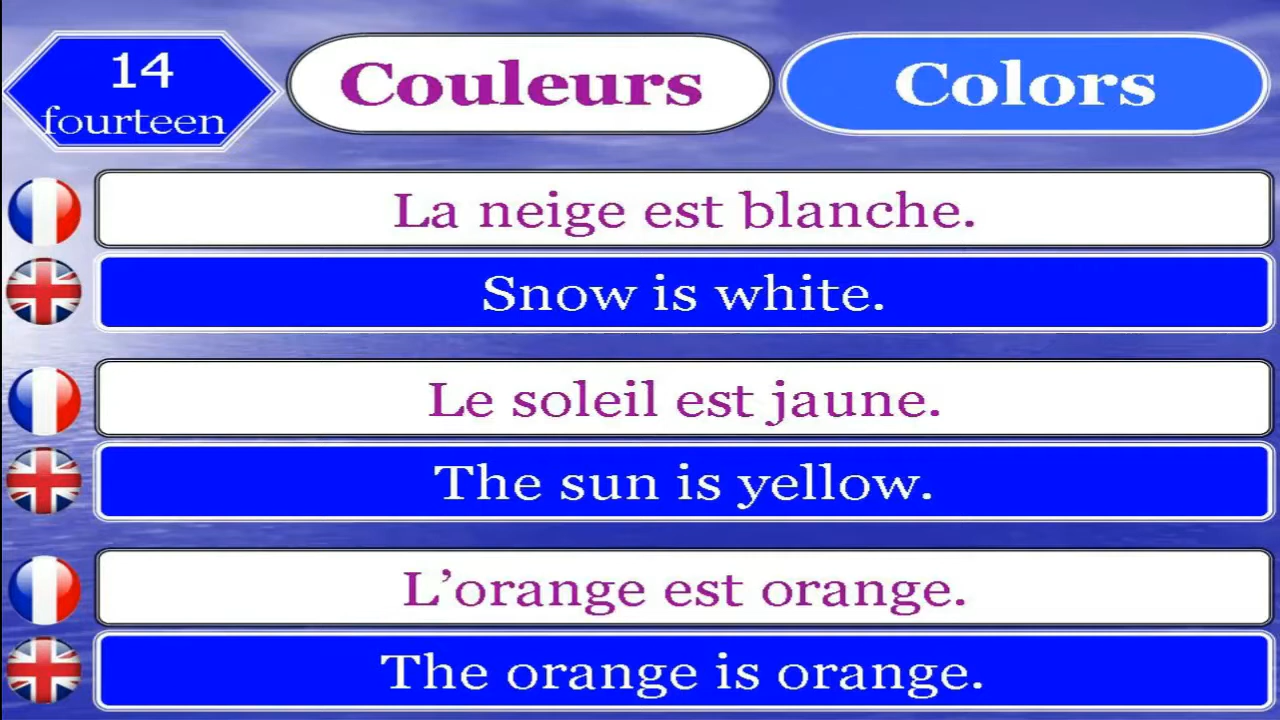 14
fourteen
Couleurs
Colors
La neige est blanche.
Snow is white.
Le soleil est jaune.
The sun is yellow.
L’orange est orange.
The orange is orange.